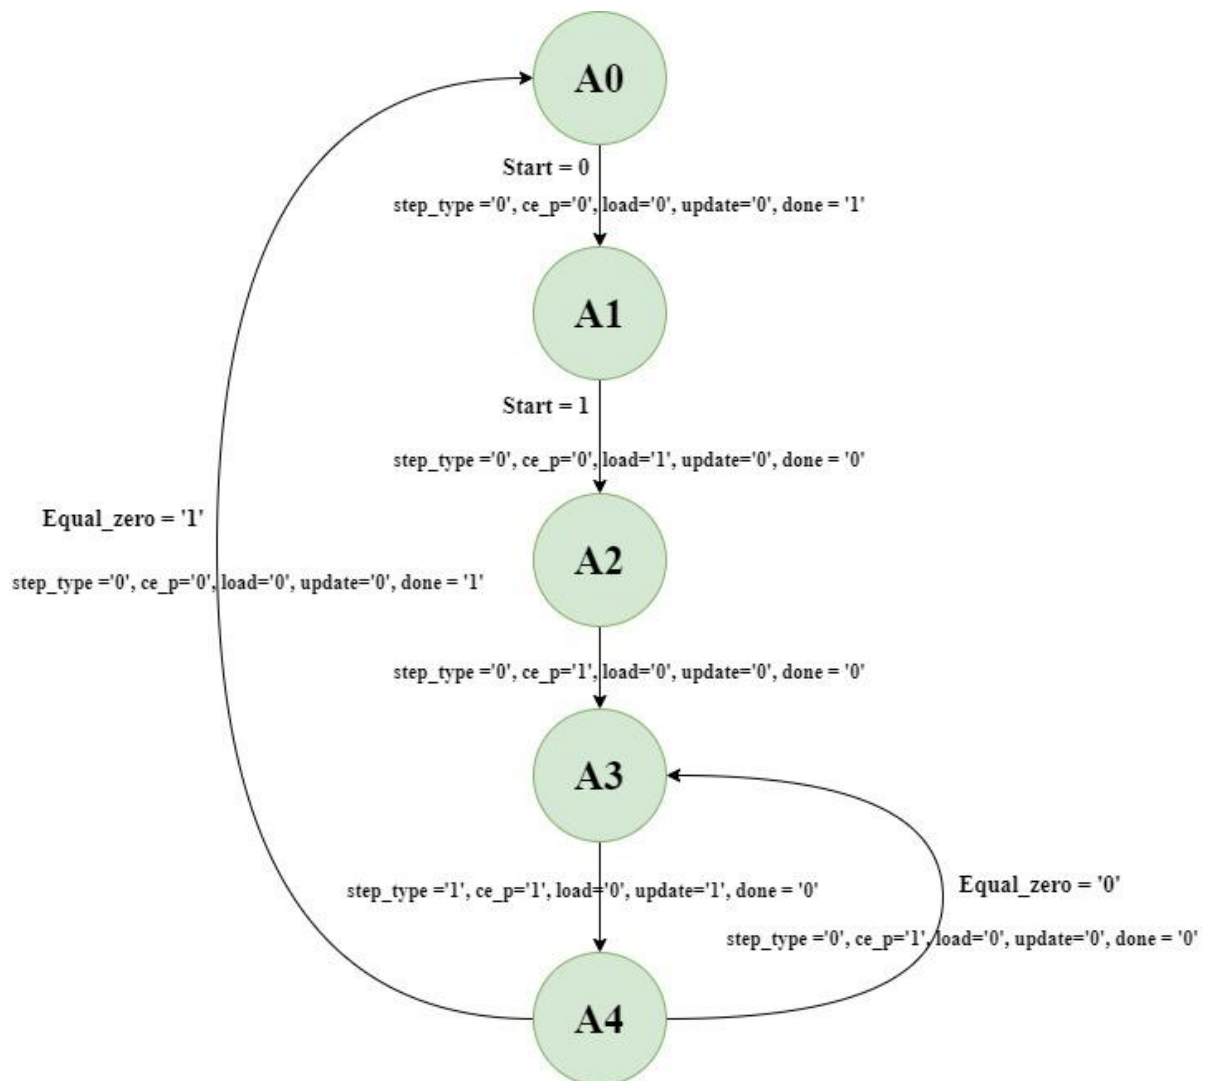 A0
Start = 0
step_type ='0', ce_p='0', load='0', update='0', done = '1'
A1
Start = 1
step_type ='0', ce_p='0', load='1', update='0', done = '0'
Equal_zero = '1'
step_type ='0', ce_p='0', load='0', update='0', done = '1'
A2
step_type ='0', ce_p='1', load='0', update='0', done = '0'
A3
step_type ='1', ce_p='1', load='0', update='1', done = '0'
Equal_zero = '0'
step_type ='0', ce_p='1', load='0', update='0', done = '0'
A4